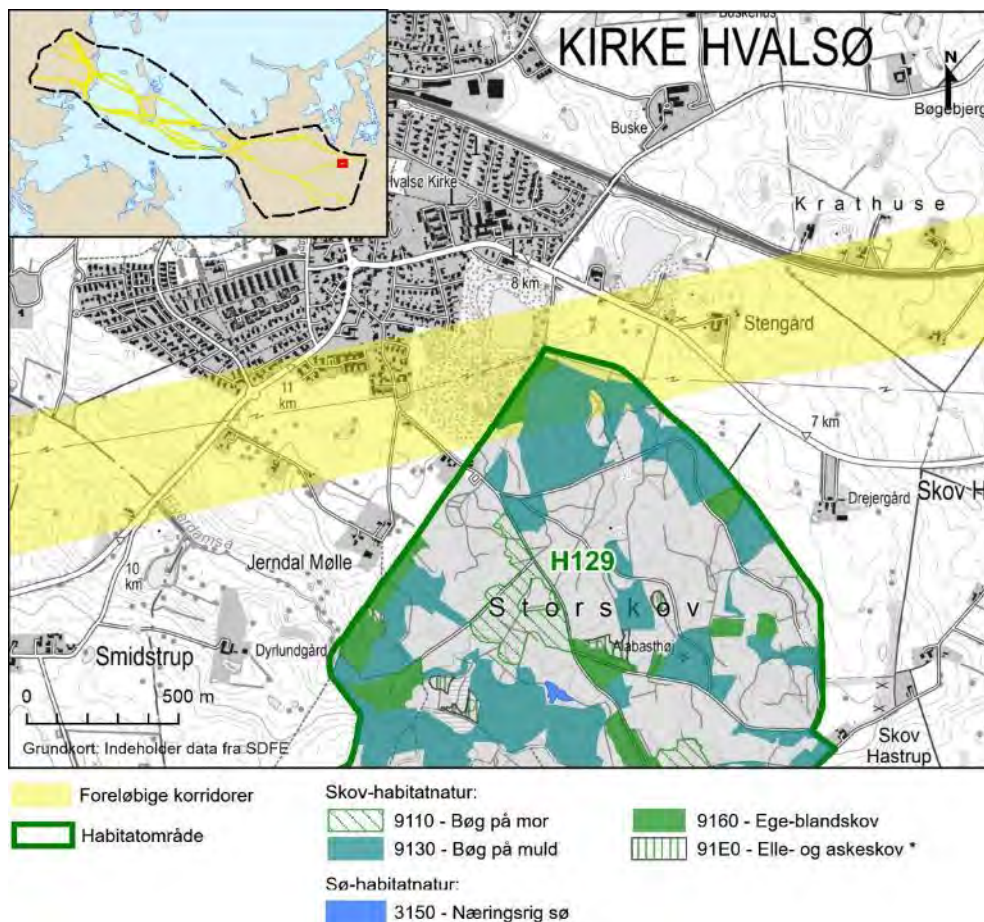 KIRKE HVALSØ
N
Bøgebjerg
Buske
Hvalsø Kirke
Krathuse
8 km
Stengård
11
km
7 km
Drejergård
Skov H
Jerndal Mølle
H129
10
km
Storskov
Alabasthøj
Smidstrup
Dyrlundgård
0 500 m
Skov
Hastrup
Grundkort: Indeholder data fra SDFE
Foreløbige korridorer
Habitatområde
Skov-habitatnatur:
9110 - Bøg på mor
9130 - Bøg på muld
9160 - Ege-blandskov
91E0 - Elle- og askeskov *
Sø-habitatnatur:
3150 - Næringsrig sø